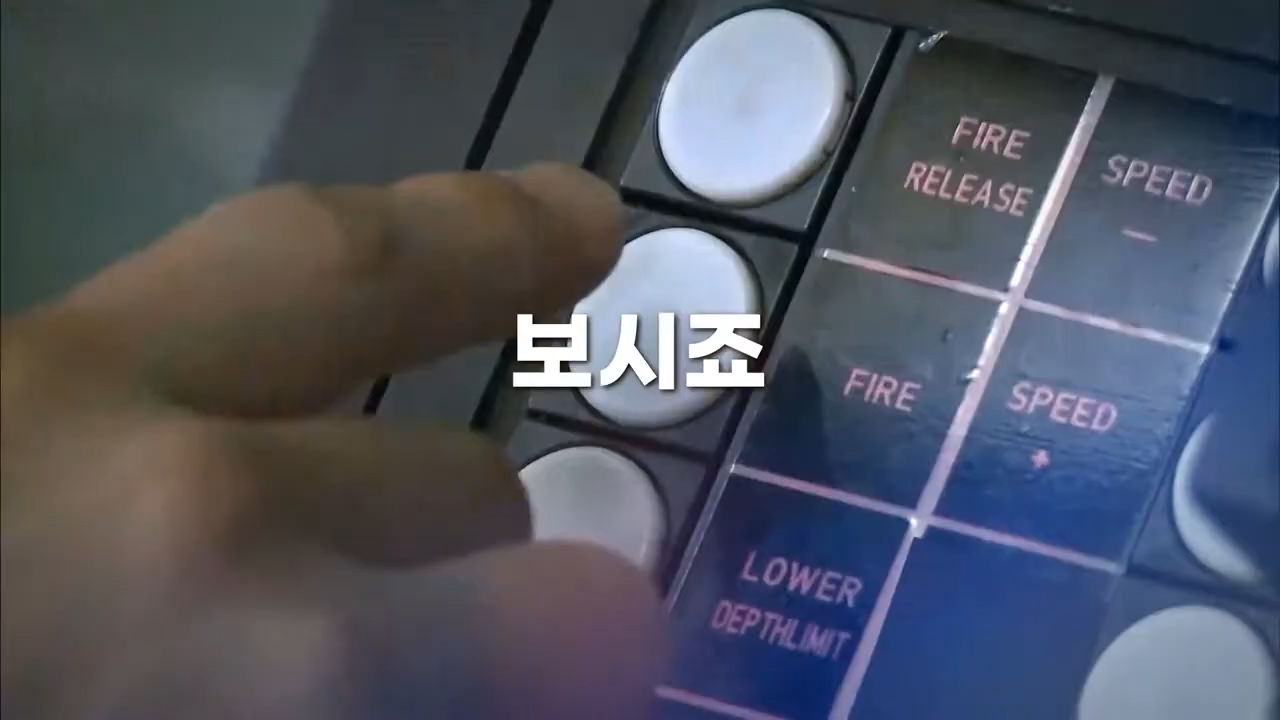 FIRE
RELEASE
SPEED
-
보시죠
FIRE
SPEED
+
LOWER
DEPTHLIMIT